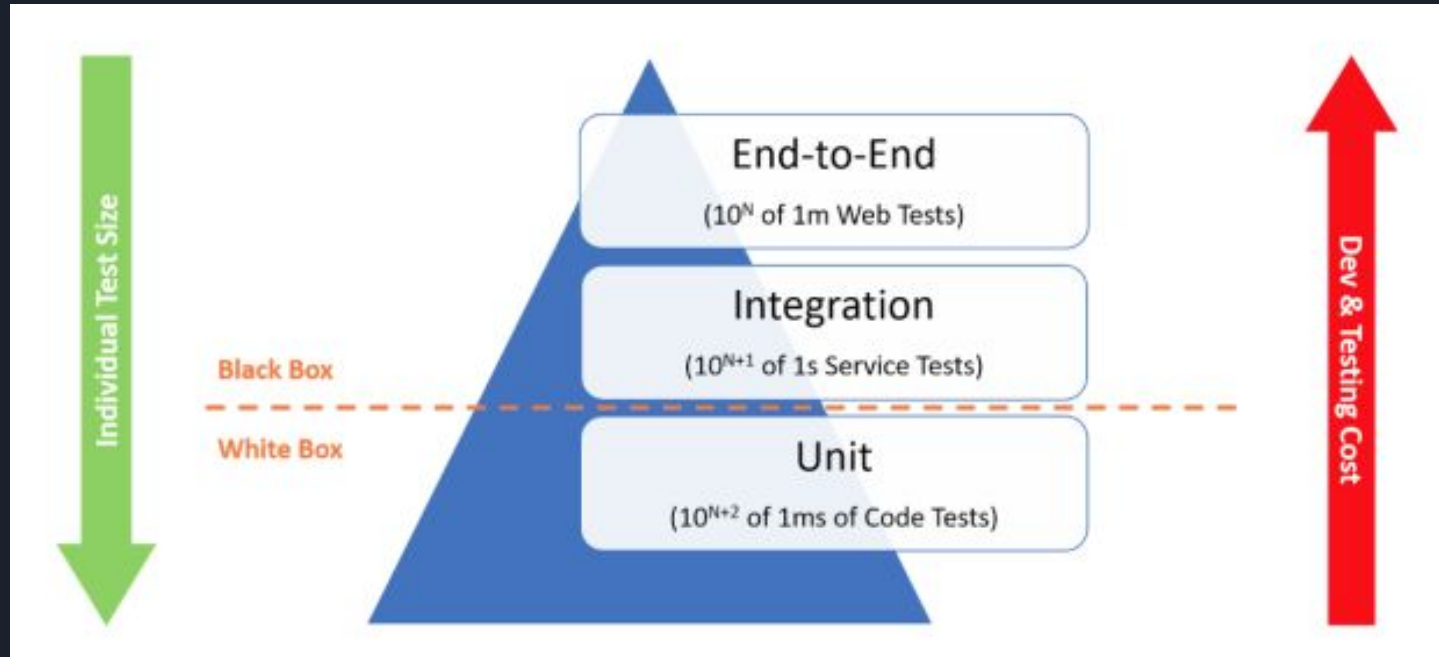 Individual Test Size
End-to-End
(10ᴺ of 1m Web Tests)
Integration
(10ᴺ⁺¹ of 1s Service Tests)
Black Box
White Box
Unit
(10ᴺ⁺² of 1ms of Code Tests)
Dev & Testing Cost